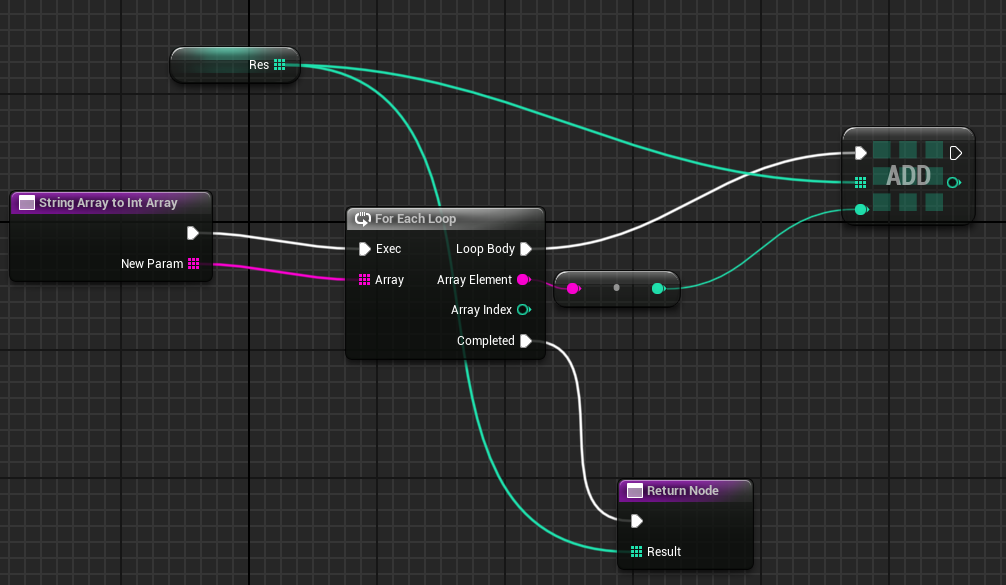 Res
ADD
String Array to Int Array
New Param
For Each Loop
Exec
Loop Body
Array
Array Element
Array Index
Completed
Return Node
Result